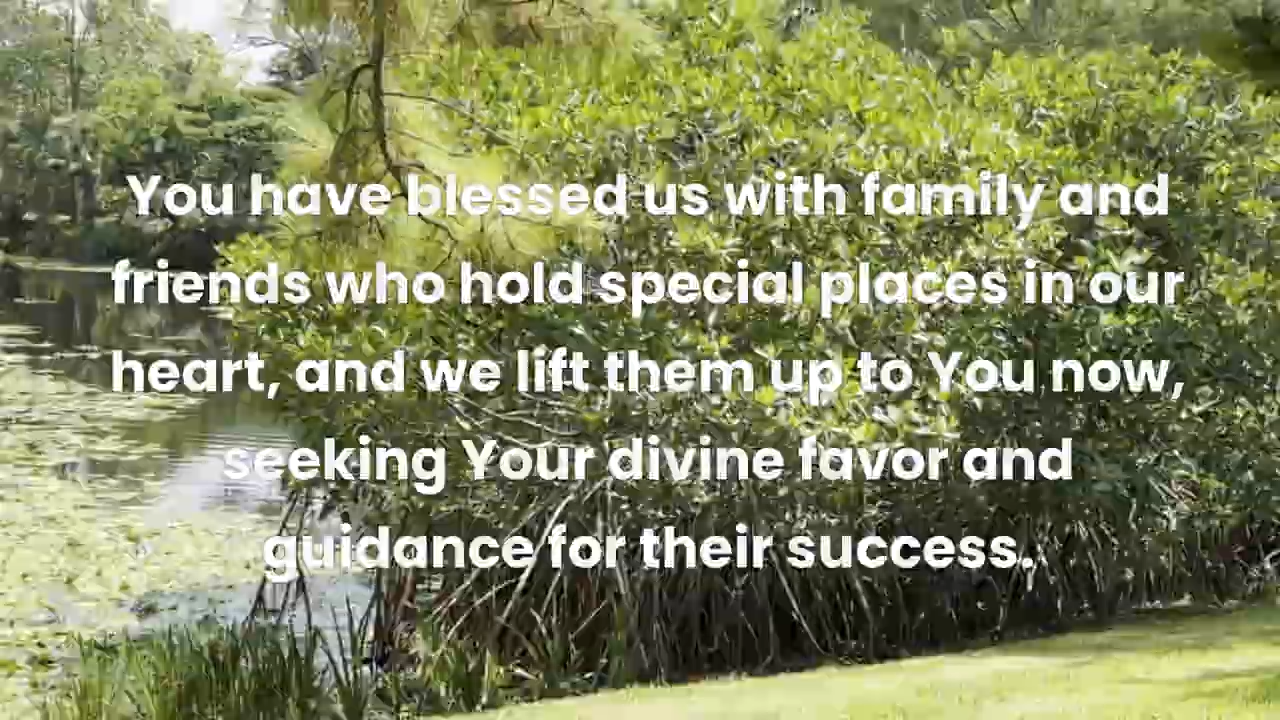 You have blessed us with family and
friends who hold special places in our
heart, and we lift them up to You now,
seeking Your divine favor and
guidance for their success.